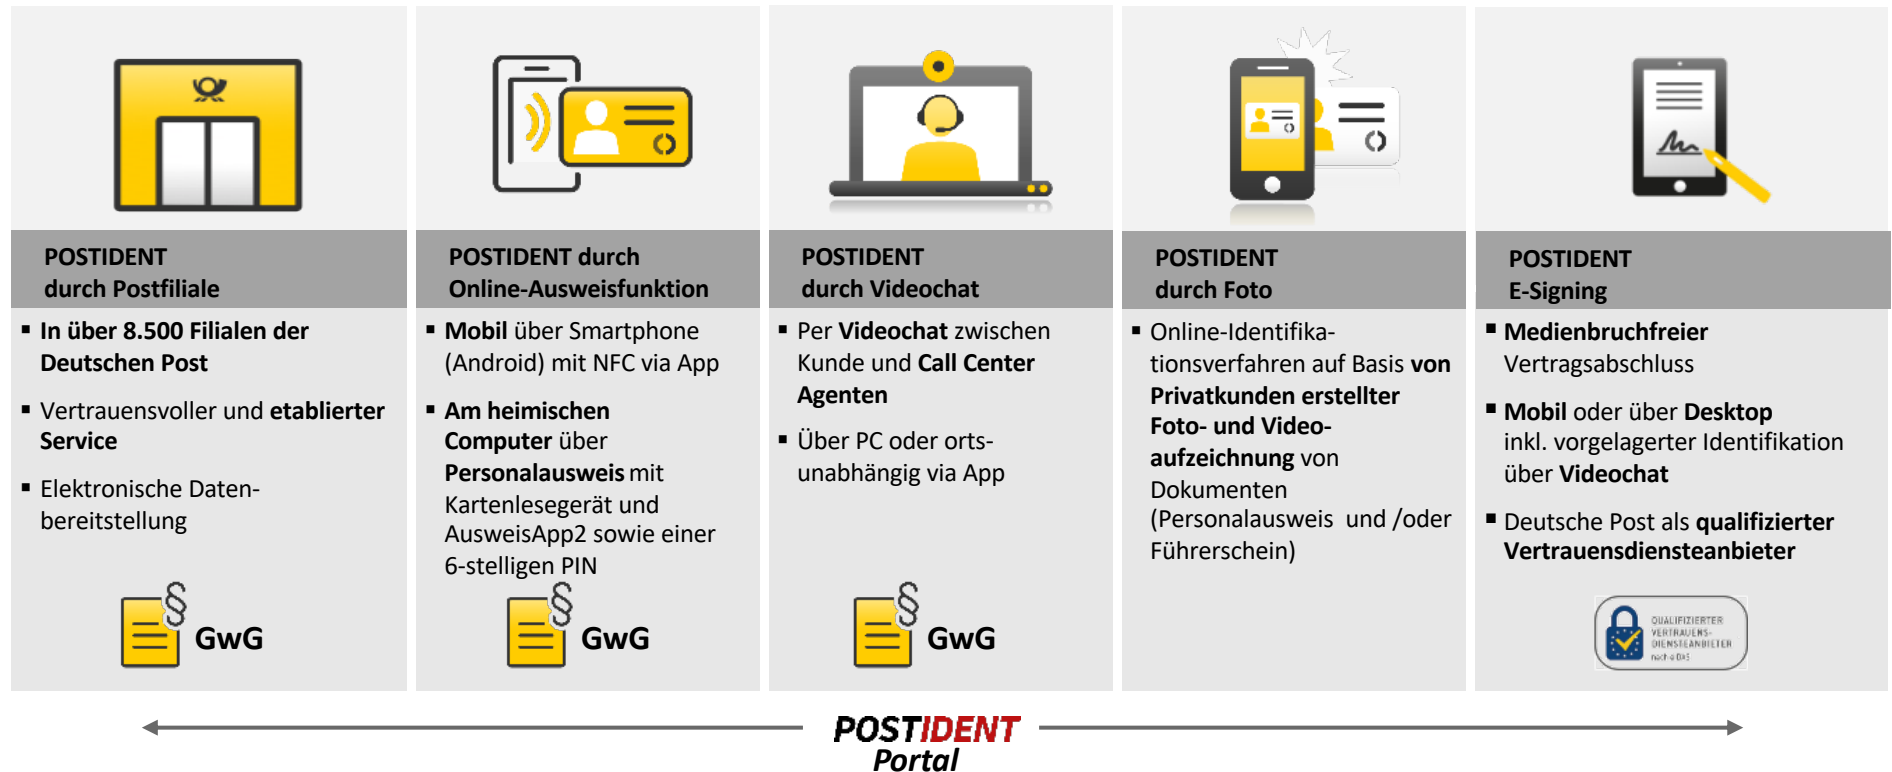 POSTIDENT
durch Postfiliale
▪ In über 8.500 Filialen der
Deutschen Post
▪ Vertrauensvoller und etablierter
Service
▪ Elektronische Daten-
bereitstellung
GwG
POSTIDENT durch
Online-Ausweisfunktion
▪ Mobil über Smartphone
(Android) mit NFC via App
▪ Am heimischen
Computer über
Personalausweis mit
Kartenlesegerät und
AusweisApp2 sowie einer
6-stelligen PIN
GwG
POSTIDENT
durch Videochat
▪ Per Videochat zwischen
Kunde und Call Center
Agenten
▪ Über PC oder orts-
unabhängig via App
GwG
POSTIDENT
durch Foto
▪ Online-Identifika-
tionsverfahren auf Basis von
Privatkunden erstellter
Foto- und Video-
aufzeichnung von
Dokumenten
(Personalausweis und /oder
Führerschein)
POSTIDENT
E-Signing
▪ Medienbruchfreier
Vertragsabschluss
▪ Mobil oder über Desktop
inkl. vorgelagerter Identifikation
über Videochat
▪ Deutsche Post als qualifizierter
Vertrauensdiensteanbieter
QUALIFIZIERTER
VERTRAUENS-
DIENSTEANBIETER
nach eIDAS
POSTIDENT
Portal